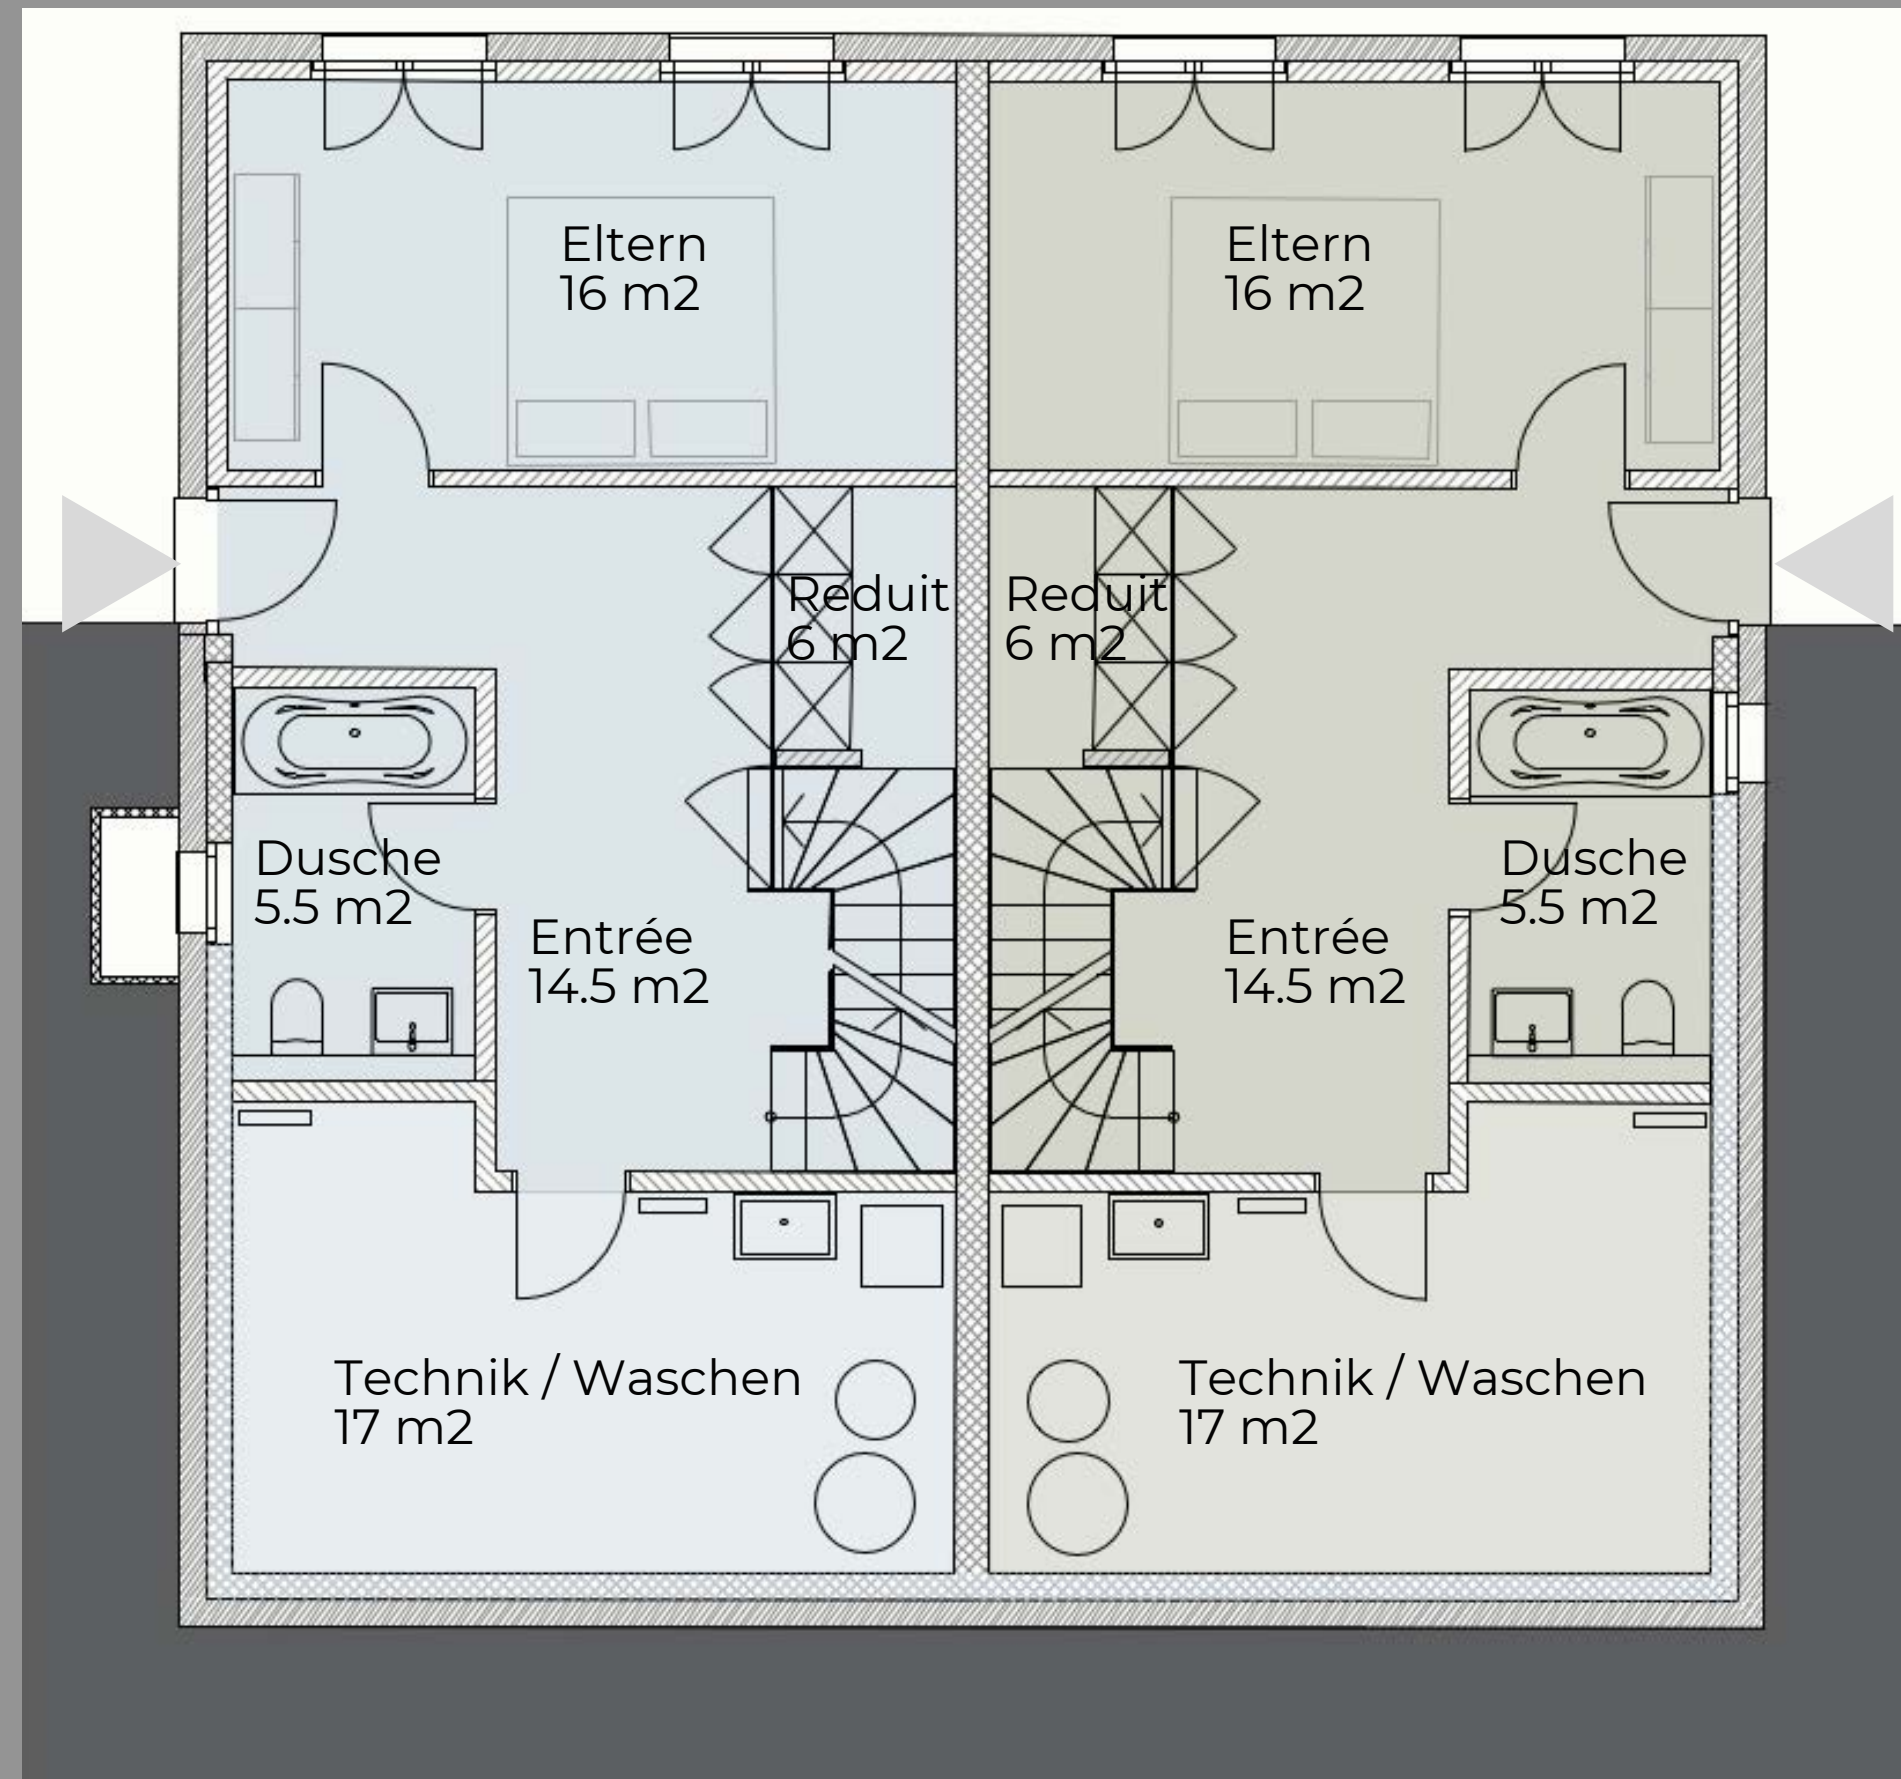 Eltern
16 m2
Eltern
16 m2
Reduit
6 m2
Reduit
6 m2
Dusche
5.5 m2
Dusche
5.5 m2
Entrée
14.5 m2
Entrée
14.5 m2
Technik / Waschen
17 m2
Technik / Waschen
17 m2